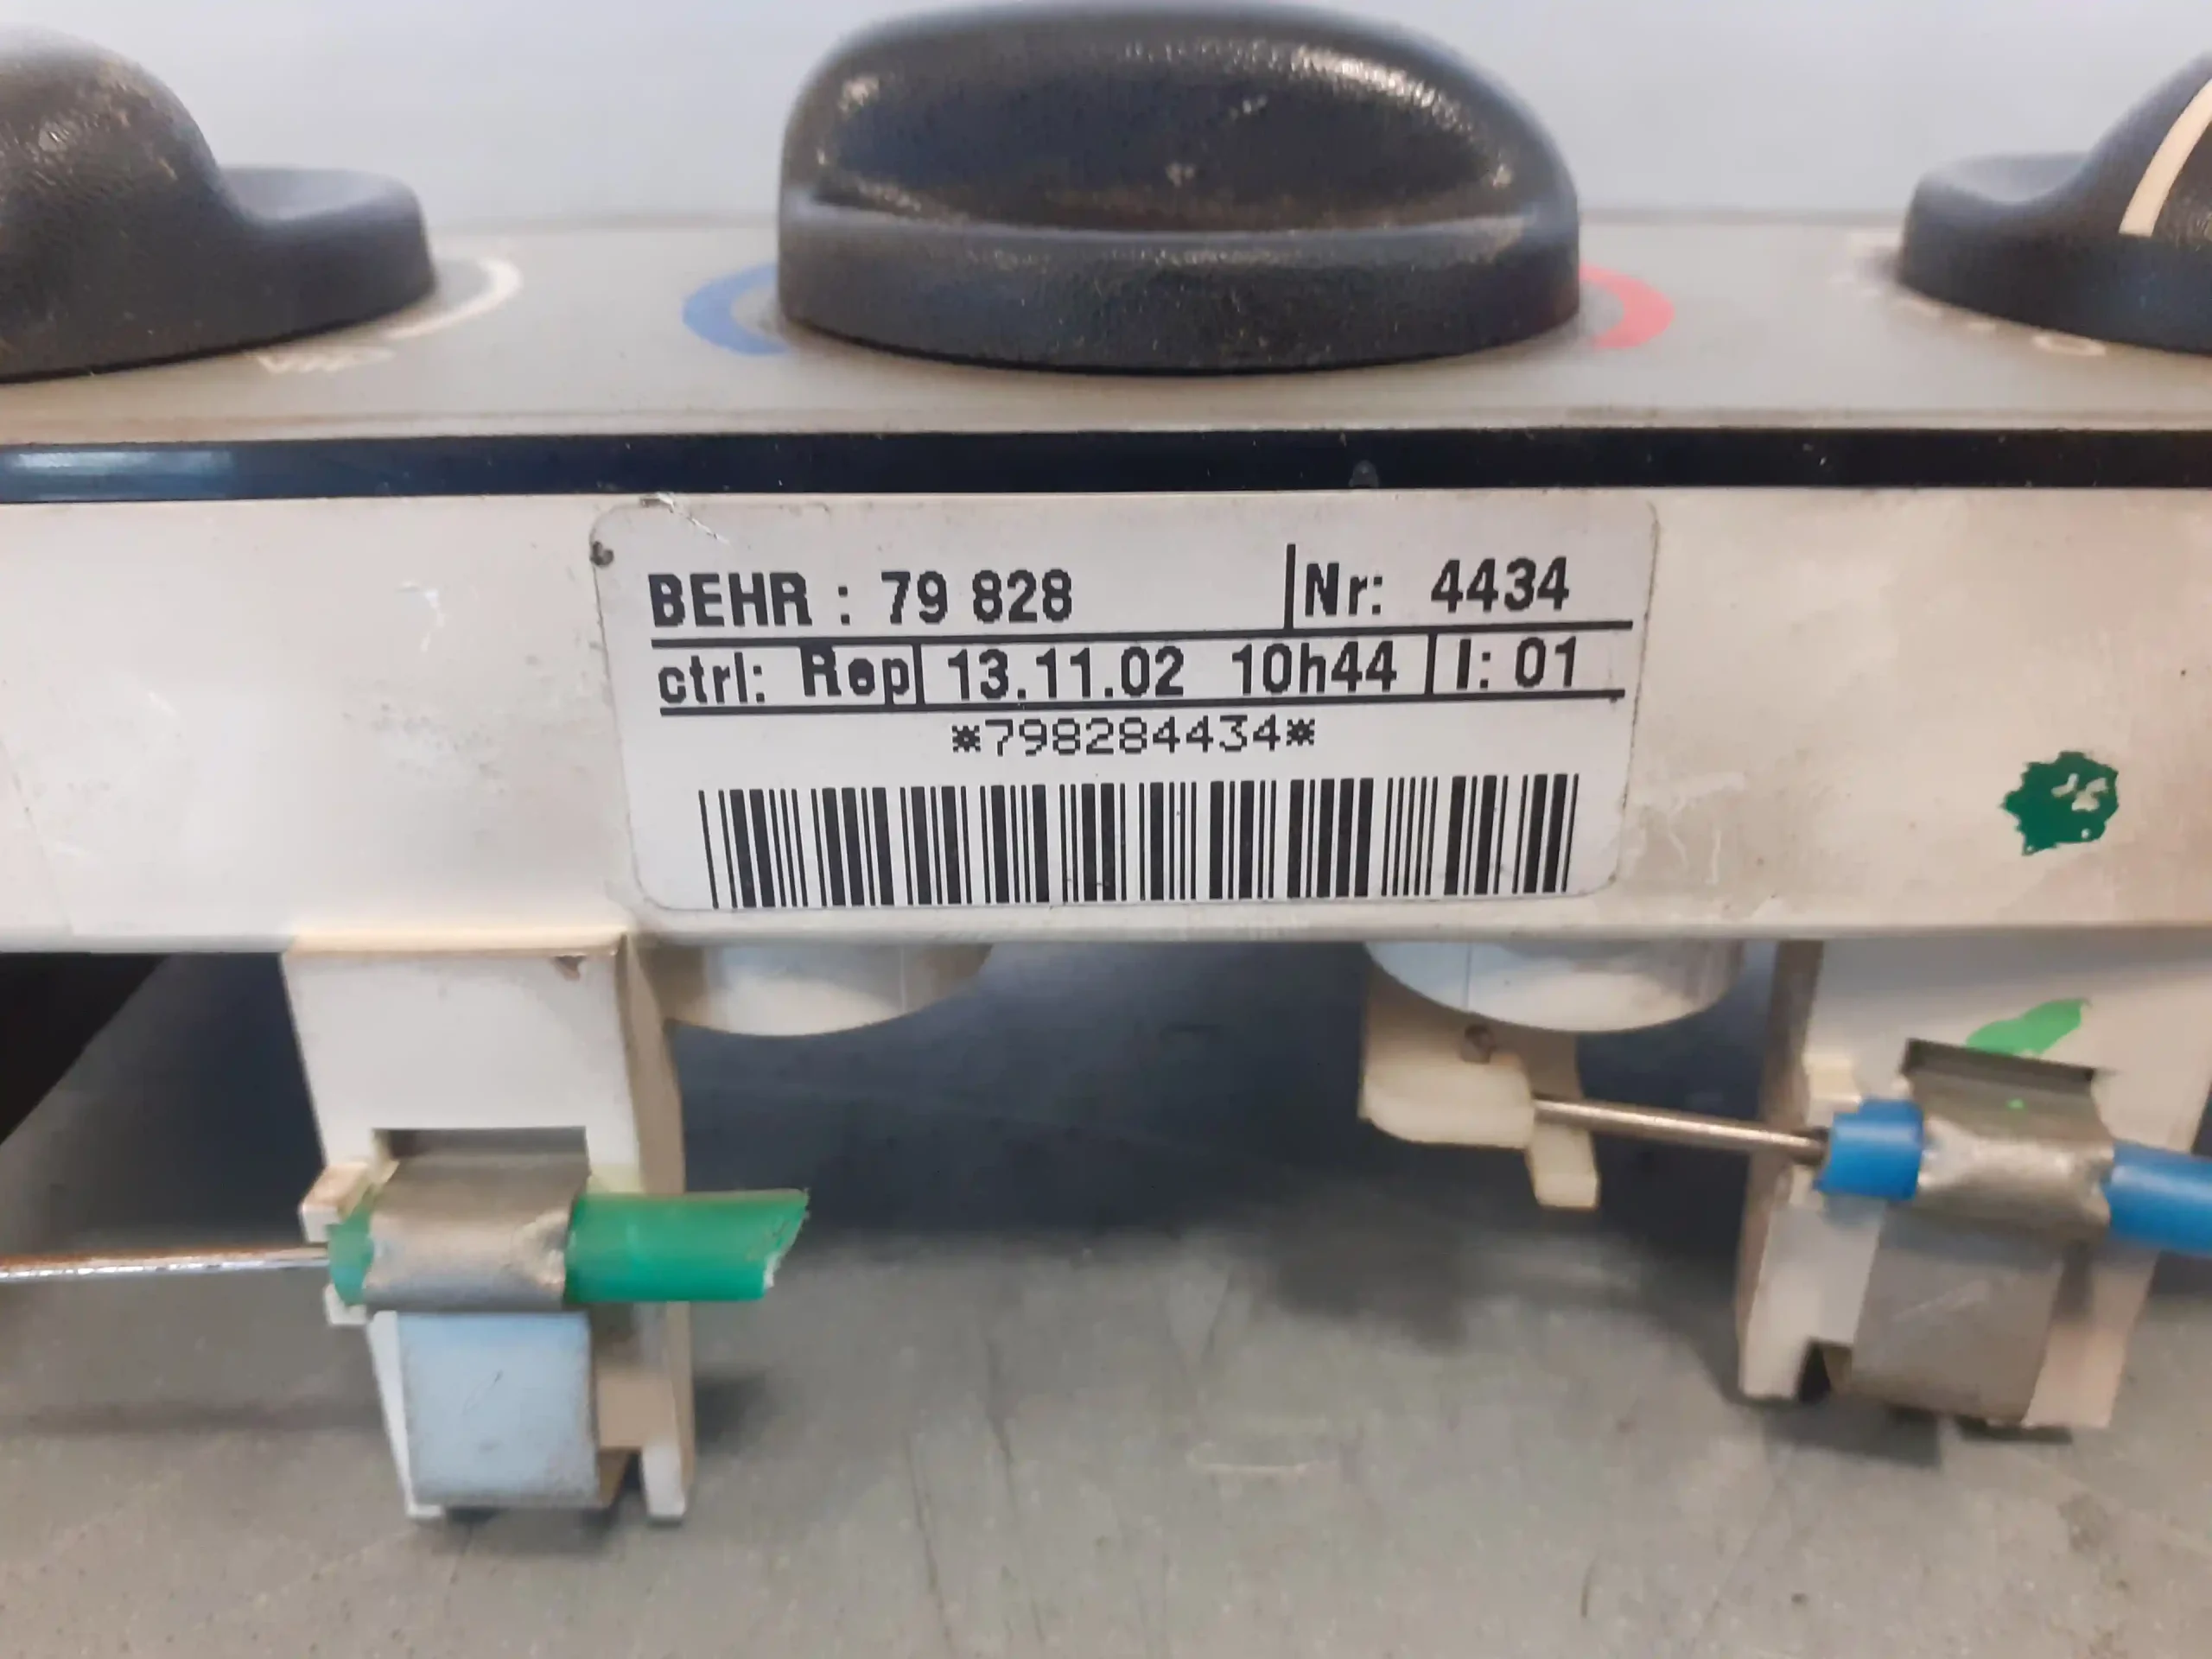 BEHR : 79 828 Nr: 4434
ctrl: Rep 13.11.02 10h44 I: 01
*798284434*